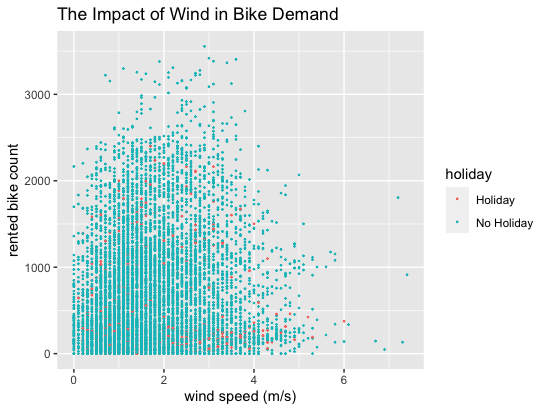 The Impact of Wind in Bike Demand
rented bike count
3000
2000
1000
0
0 2 4 6
wind speed (m/s)
holiday
Holiday
No Holiday